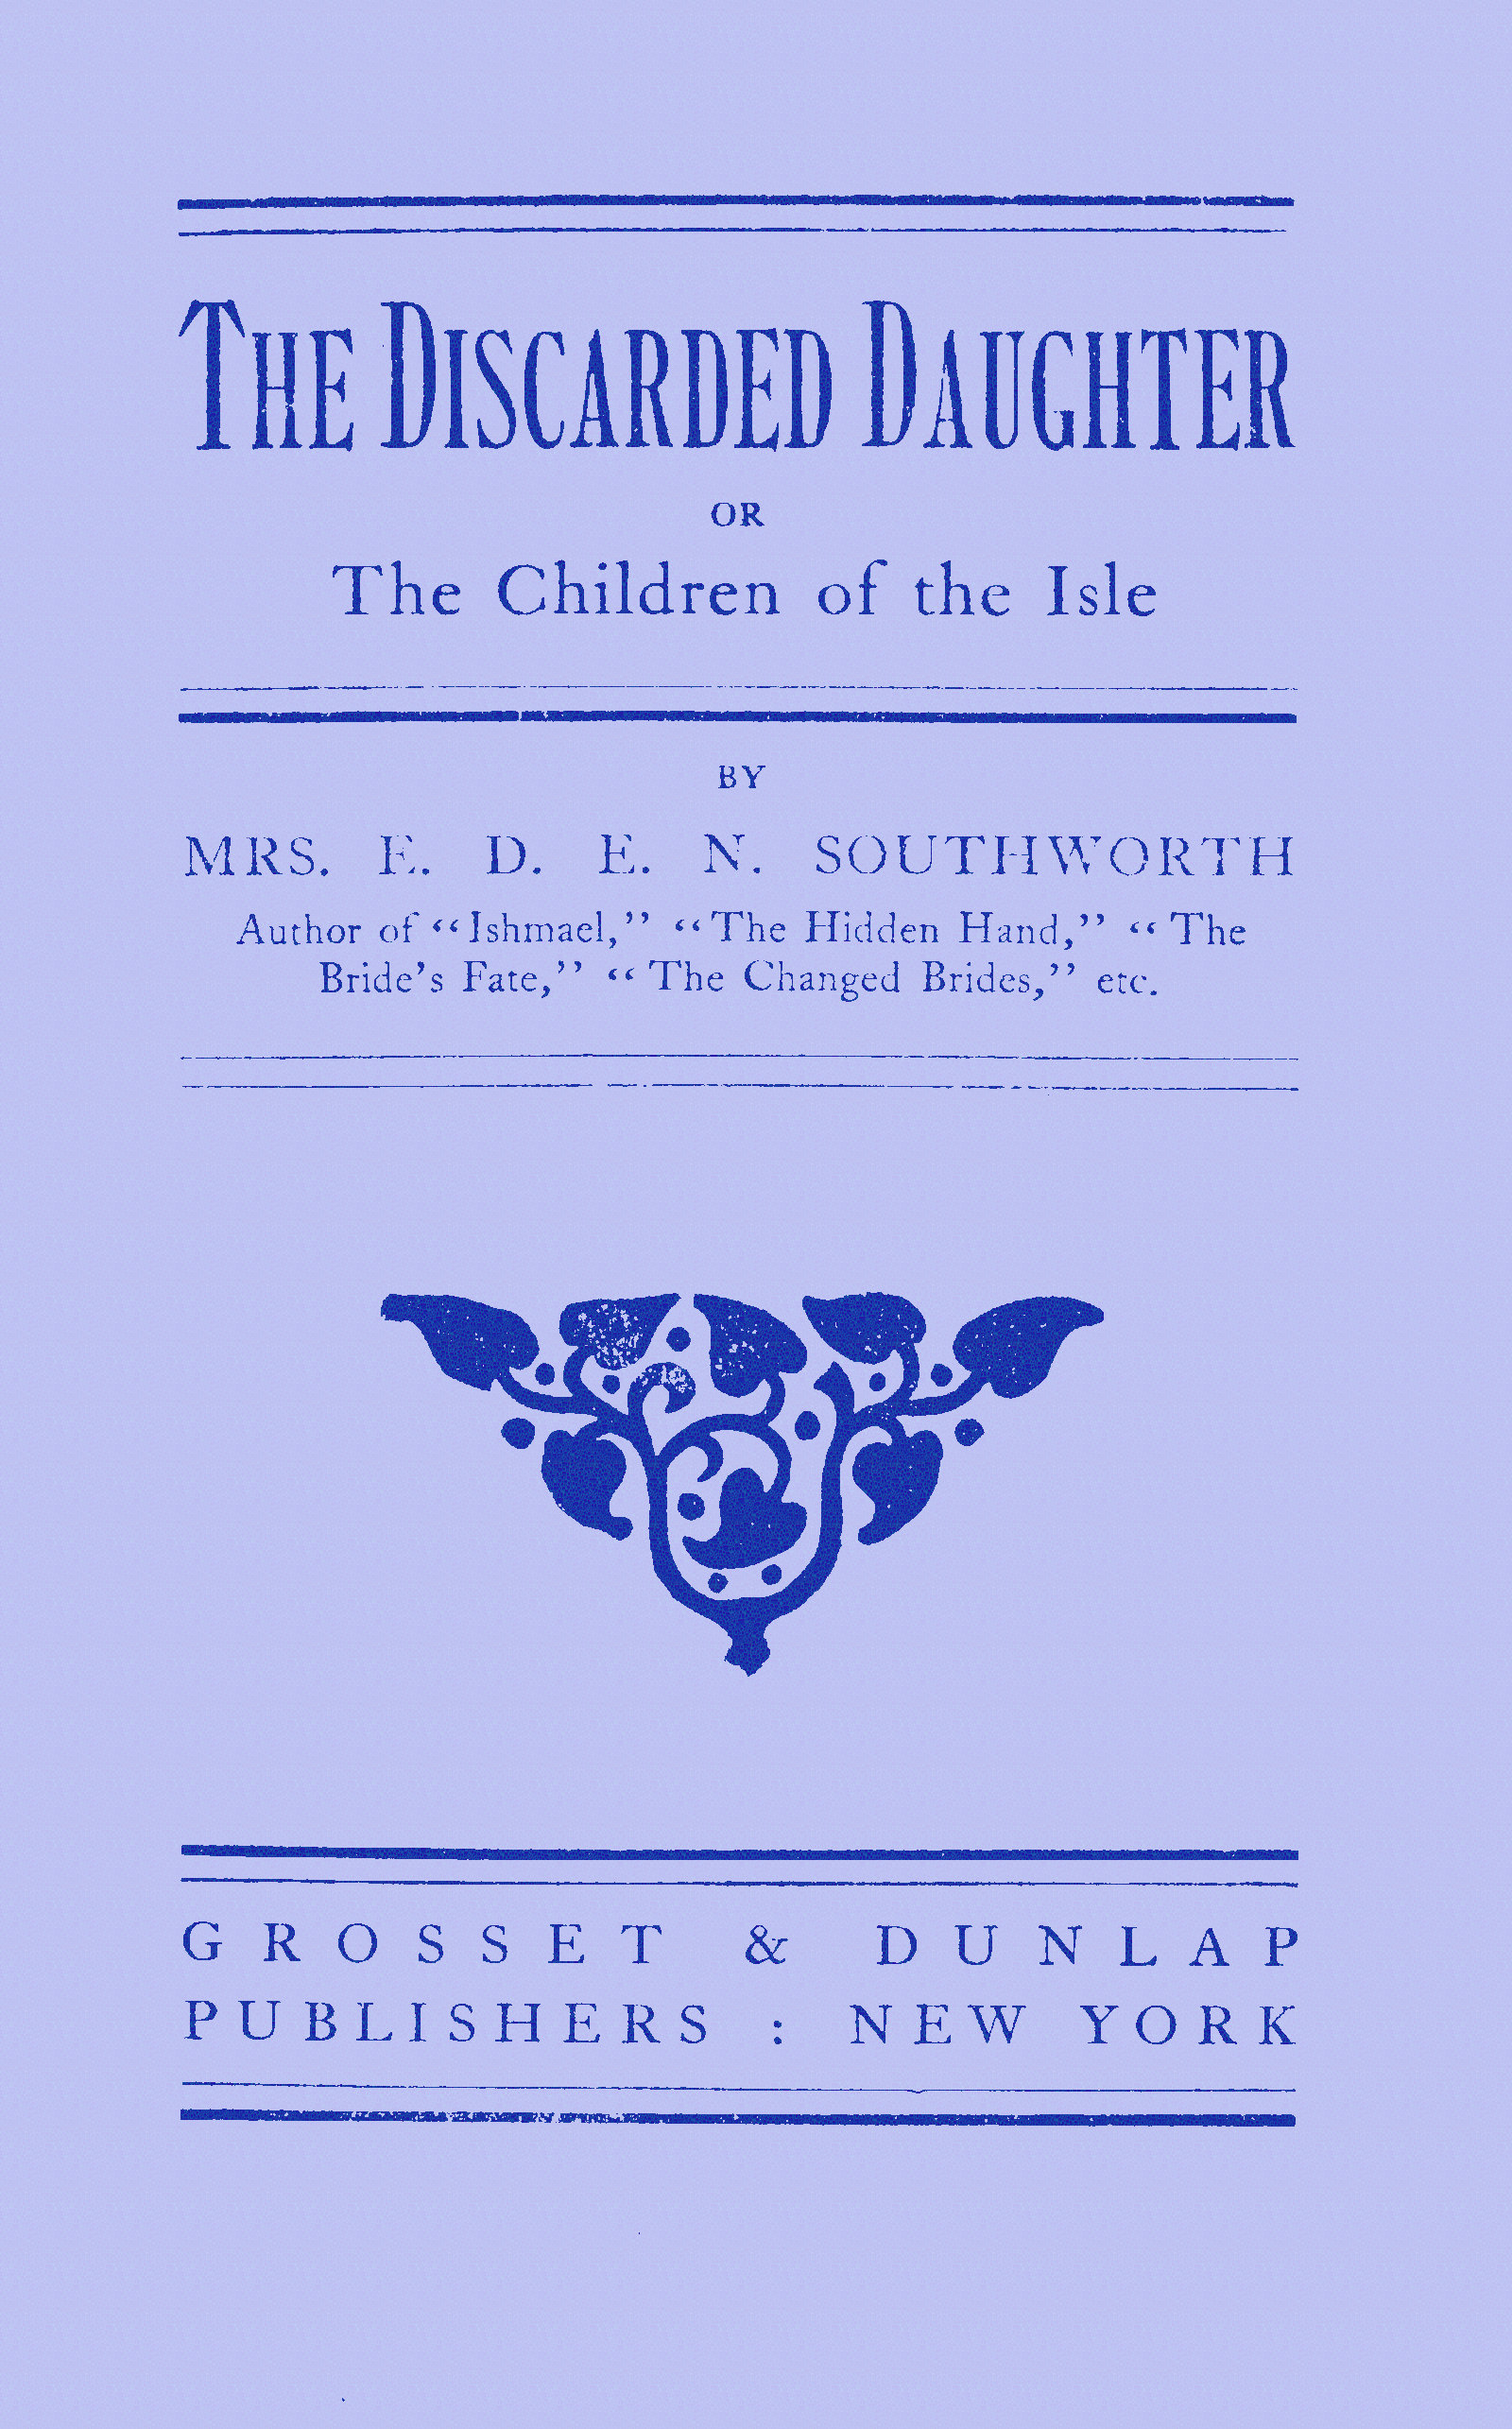 THE DISCARDED DAUGHTER
OR
The Children of the Isle
BY
MRS. E. D. E. N. SOUTHWORTH
Author of “Ishmael,” “The Hidden Hand,” “The
Bride’s Fate,” “The Changed Brides,” etc.
GROSSET & DUNLAP
PUBLISHERS : NEW YORK